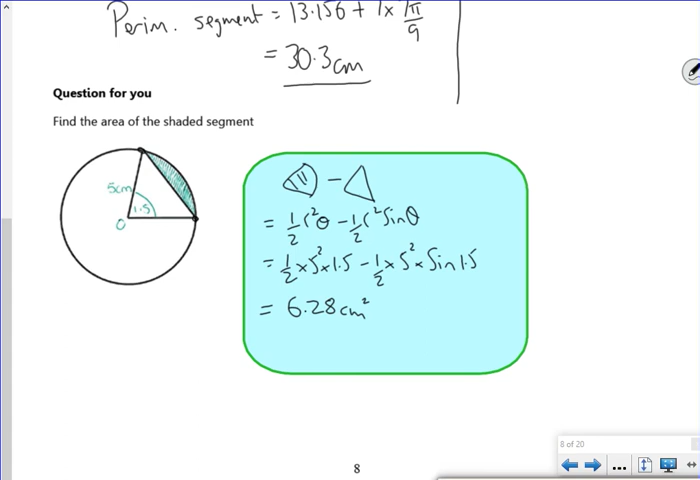 Perim. segment = 13.156 +
= 30.3cm
Question for you
Find the area of the shaded segment
5cm
1.5
O
= 1/2 r²θ - 1/2 r² sinθ
= 1/2 × 5² × 1.5 - 1/2 × 5² × Sin 1.5
= 6.28cm²
8 of 20
8